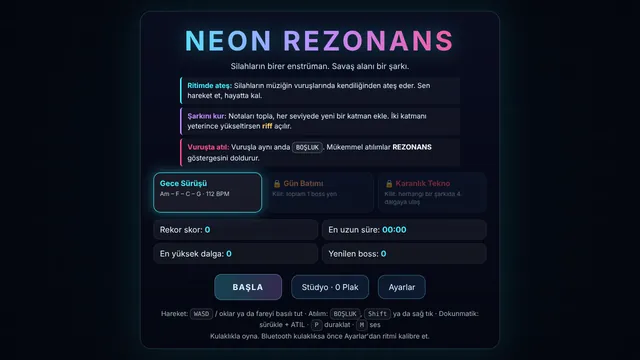 NEON REZONANS
Silahların birer enstrüman. Savaş alanı bir şarkı.
Ritimde ateş: Silahların müziğin vuruşlarında kendiliğinden ateş eder. Sen
hareket et, hayatta kal.
Şarkını kur: Notaları topla, her seviyede yeni bir katman ekle. İki katmanı
yeterince yükseltirsen riff açılır.
Vuruşta atıl: Vuruşla aynı anda BOŞLUK. Mükemmel atılımlar REZONANS
göstergesini doldurur.
Gece Sürüşü
Am – F – C – G · 112 BPM
Gün Batımı
Kilit: toplam 1 boss yen
Karanlık Tekno
Kilit: herhangi bir şarkıda 4.
dalgaya ulaş
Rekor skor: 0
En uzun süre: 00:00
En yüksek dalga: 0
Yenilen boss: 0
BAŞLA
Stüdyo · 0 Plak
Ayarlar
Hareket: WASD / oklar ya da fareyi basılı tut · Atılım: BOŞLUK, Shift ya da sağ tık · Dokunmatik:
sürükle + ATIL · P duraklat · M ses
Kulaklıkla oyna. Bluetooth kulaklıksa önce Ayarlar'dan ritmi kalibre et.